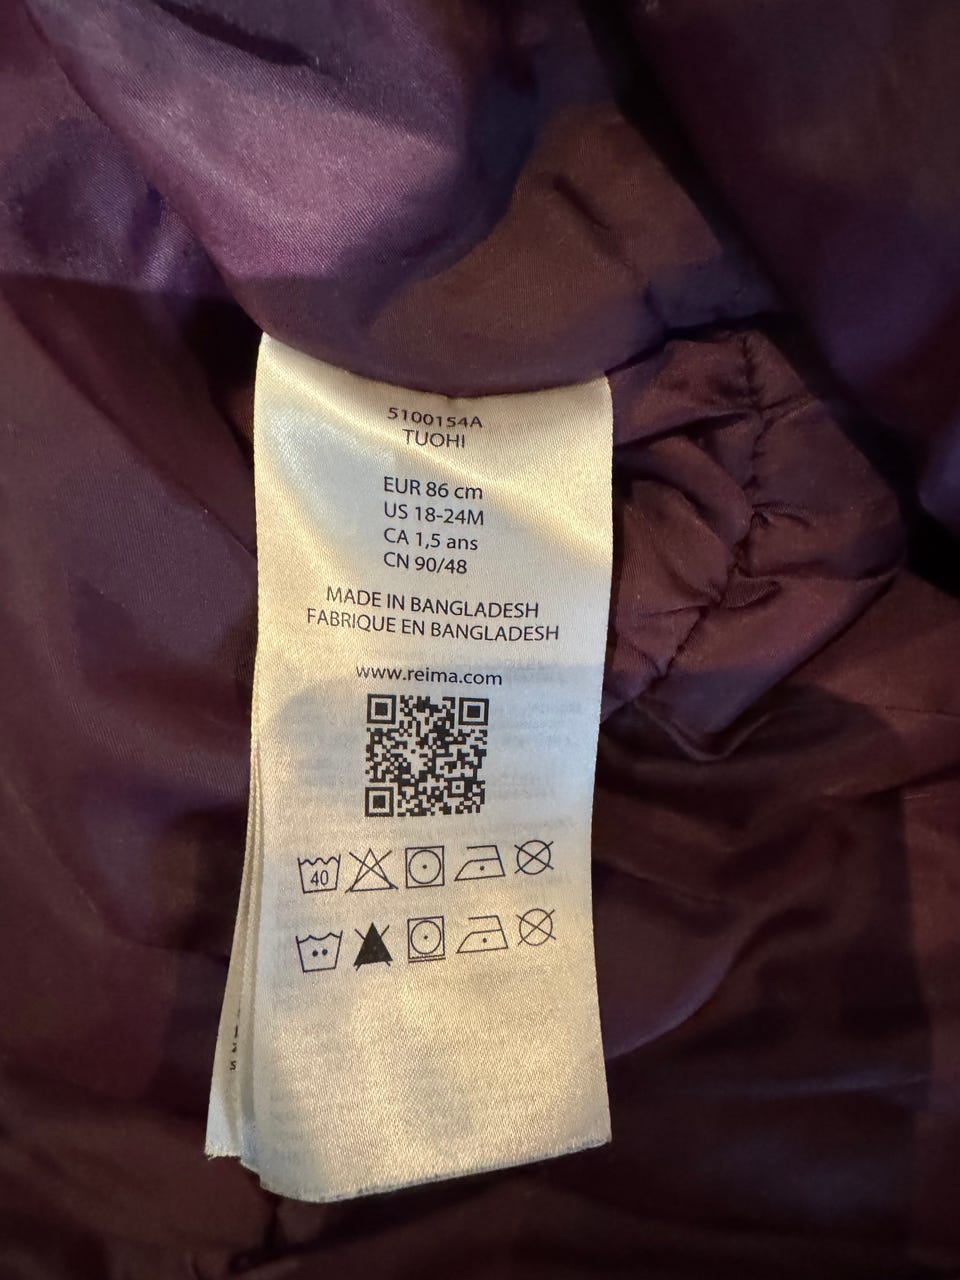 5100154A
TUOHI
EUR 86 cm
US 18-24M
CA 1,5 ans
CN 90/48
MADE IN BANGLADESH
FABRIQUE EN BANGLADESH
www.reima.com
40